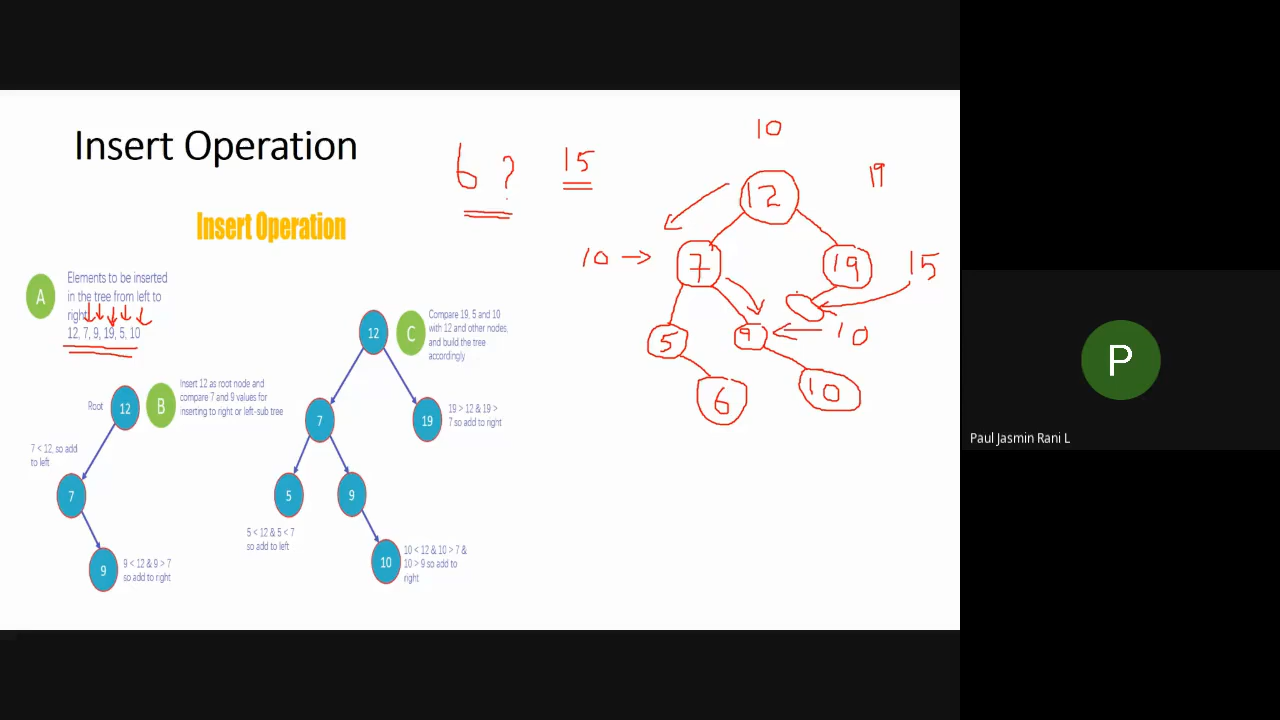 Insert Operation
Insert Operation
A
Elements to be inserted
in the tree from left to
right
12, 7, 9, 19, 5, 10
Root
12
B
Insert 12 as root node and
compare 7 and 9 values for
inserting to right or left-sub tree
7 < 12, so add
to left
7
9
9 < 12 & 9 > 7
so add to right
12
C
Compare 19, 5 and 10
with 12 and other nodes,
and build the tree
accordingly
7
19
19 > 12 & 19 >
7 so add to right
5
9
5 < 12 & 5 < 7
so add to left
10
10 < 12 & 10 > 7 &
10 > 9 so add to
right
6 ?
15
10
12
19
10
7
19
15
5
9
10
6
10
P
Paul Jasmin Rani L